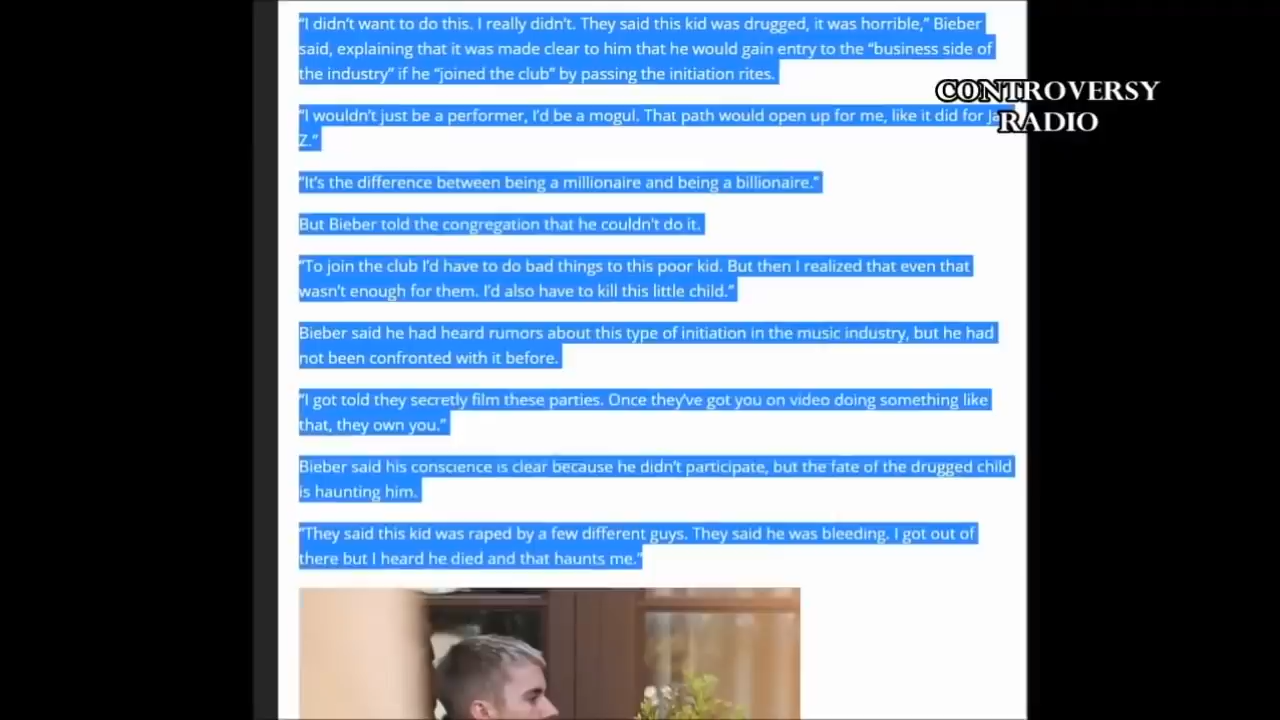 “I didn’t want to do this. I really didn’t. They said this kid was drugged, it was horrible,” Bieber
said, explaining that it was made clear to him that he would gain entry to the “business side of
the industry” if he “joined the club” by passing the initiation rites.
CONTROVERSY
RADIO
“I wouldn’t just be a performer, I’d be a mogul. That path would open up for me, like it did for
Z.”
“It’s the difference between being a millionaire and being a billionaire.”
But Bieber told the congregation that he couldn't do it.
“To join the club I’d have to do bad things to this poor kid. But then I realized that even that
wasn’t enough for them. I’d also have to kill this little child.”
Bieber said he had heard rumors about this type of initiation in the music industry, but he had
not been confronted with it before.
“I got told they secretly film these parties. Once they’ve got you on video doing something like
that, they own you.”
Bieber said his conscience is clear because he didn’t participate, but the fate of the drugged child
is haunting him.
“They said this kid was raped by a few different guys. They said he was bleeding. I got out of
there but I heard he died and that haunts me.”